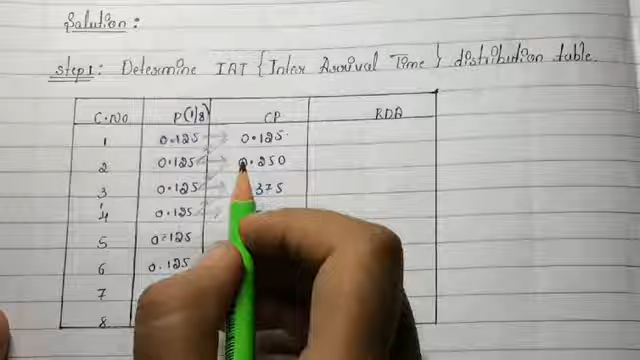 Solution:
Step1: Determine IAT {Inter Arrival Time} distribution table.
C.No P(1/8) CP RDA
1 0.125 0.125
2 0.125 0.250
3 0.125 375
4 0.125
5 0.125
6 0.125
7
8